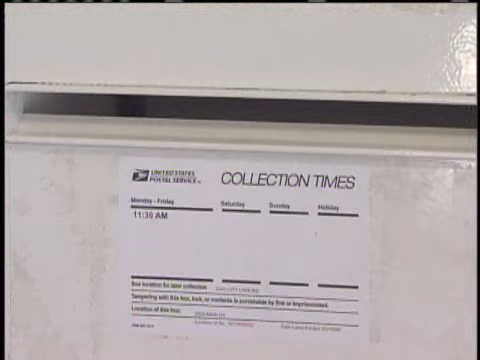 UNITED STATES
POSTAL SERVICE
COLLECTION TIMES
Monday - Friday Saturday Sunday Holiday
11:30 AM
Box location for later collection
Tampering with this box, lock, or contents is punishable by fine or imprisonment.
Location of this box: